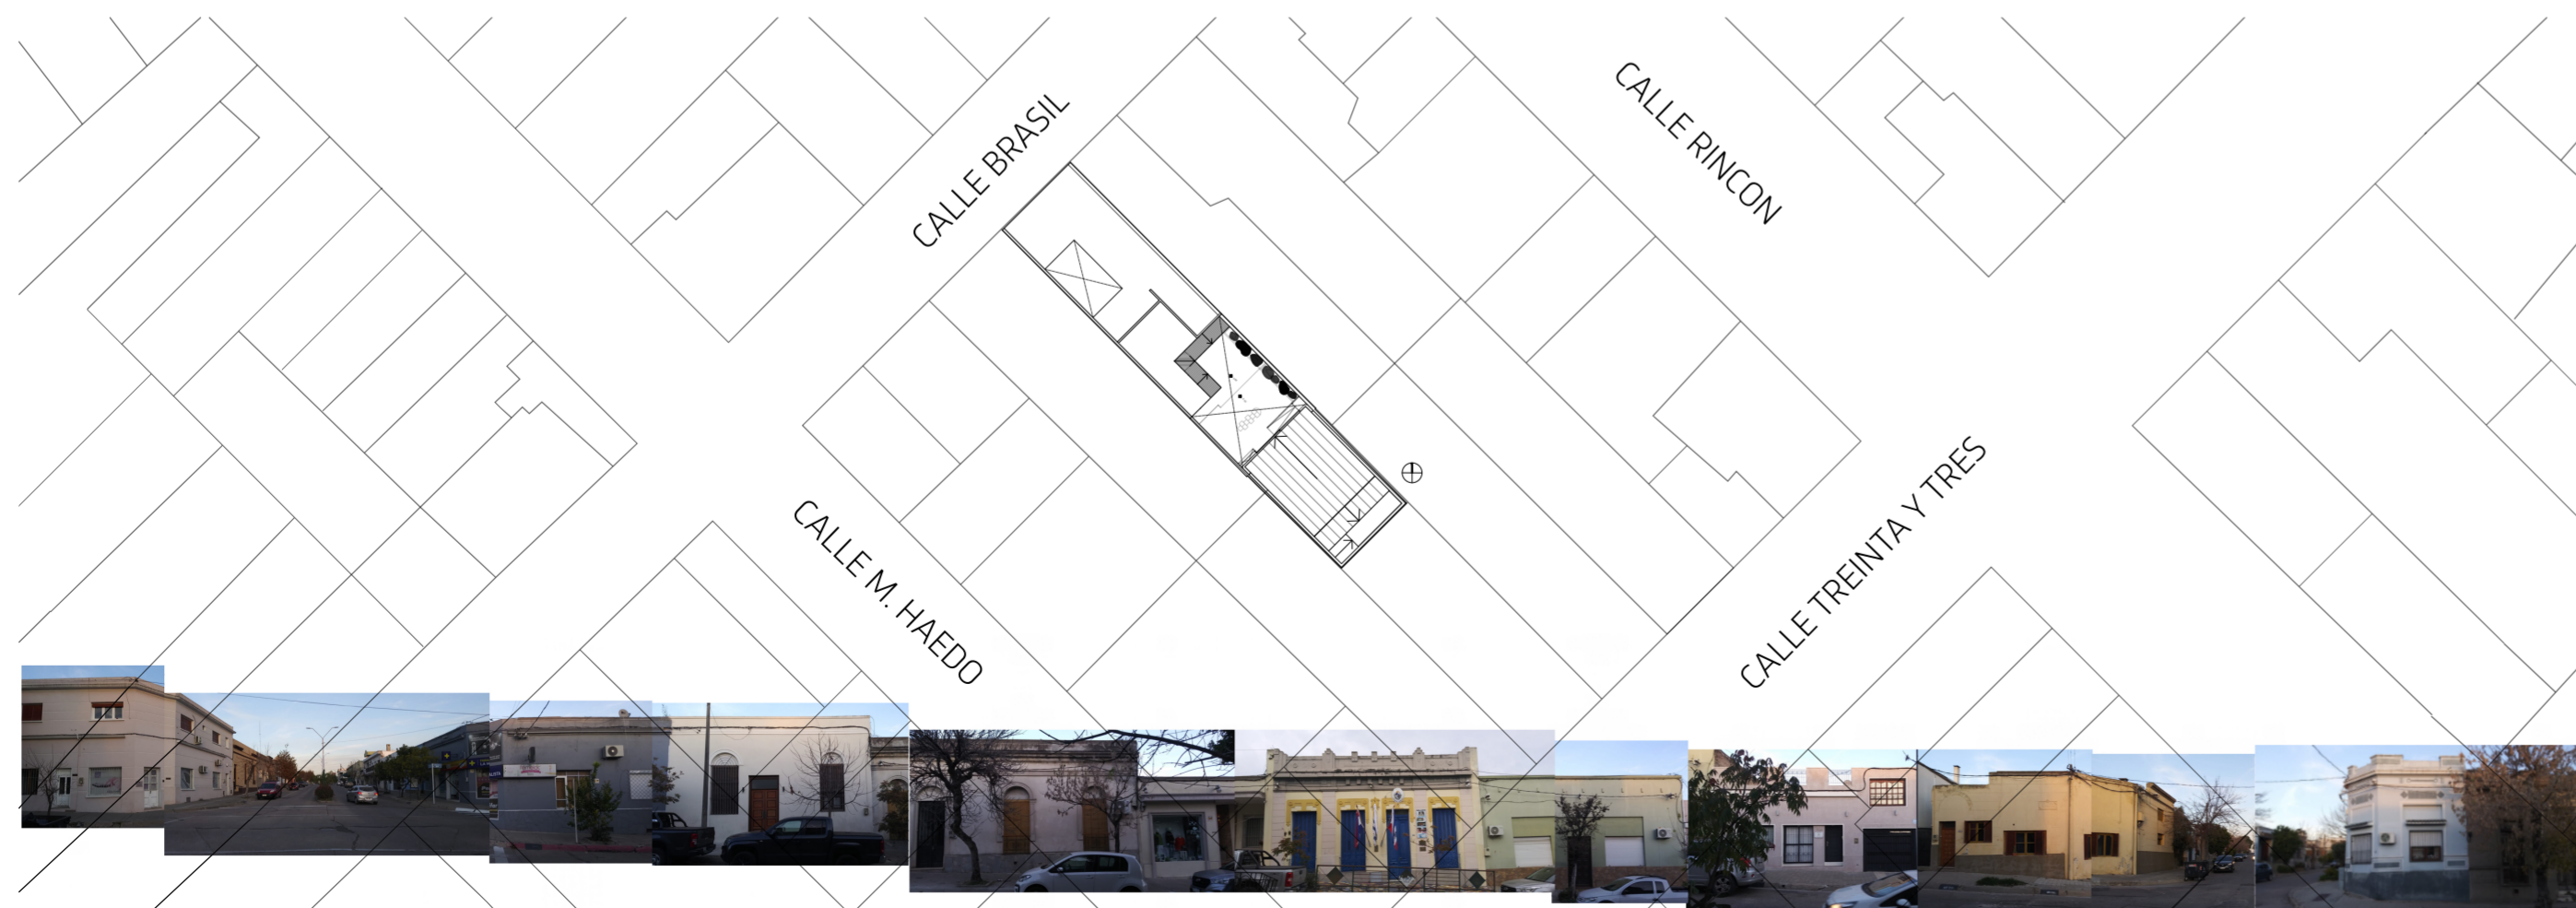 CALLE BRASIL
CALLE RINCON
CALLE M. HAEDO
CALLE TREINTA Y TRES